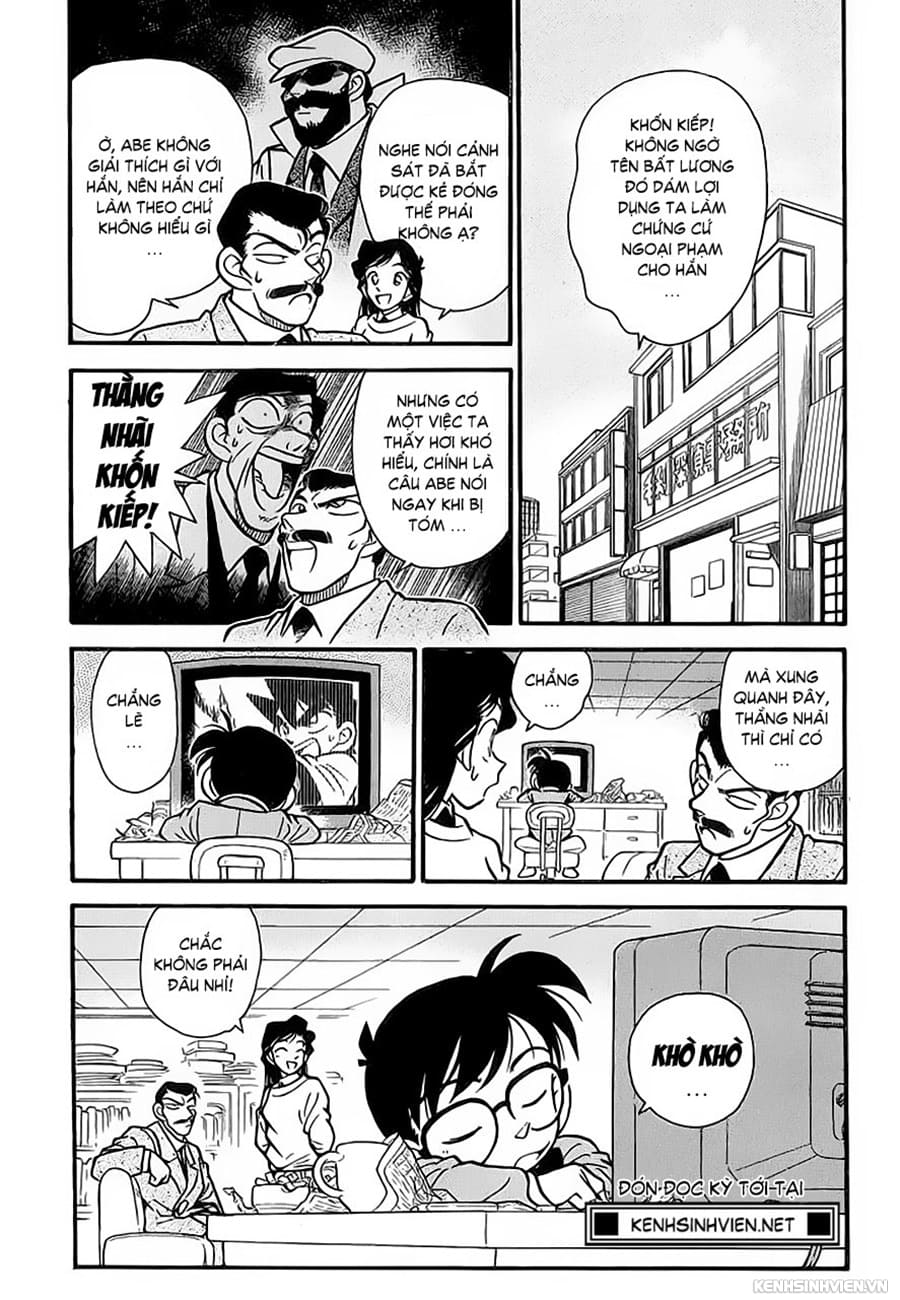 KHỐN KIẾP!
KHÔNG NGỜ
TÊN BẤT LƯƠNG
ĐƠ DÁM LỢI
DỤNG TA LÀM
CHỨNG CỨ
NGOẠI PHẠM
CHO HẮN
...
NGHE NÓI CẢNH
SÁT ĐÃ BẮT
ĐƯỢC KẺ ĐÓNG
THẾ PHẢI
KHÔNG Ạ?
Ờ, ABE KHÔNG
GIẢI THÍCH GÌ VỚI
HẮN, NÊN HẮN CHỈ
LÀM THEO CHỨ
KHÔNG HIỂU GÌ
...
NHƯNG CÓ
MỘT VIỆC TA
THẤY HƠI KHÓ
HIỂU, CHÍNH LÀ
CÂU ABE NÓI
NGAY KHI BỊ
TÓM ...
THẰNG
NHÃI
KHỐN
KIẾP!
MÀ XUNG
QUANH ĐÂY,
THẰNG NHÃI
THÌ CHỈ CÓ
...
CHẲNG
...
CHẲNG
LẼ
...
CHẮC
KHÔNG PHẢI
ĐÂU NHỈ!
KHÒ KHÒ
...
ĐÓN ĐỌC KỲ TỚI TẠI
KENHSINHVIEN.NET
KENHSINHVIEN.VN